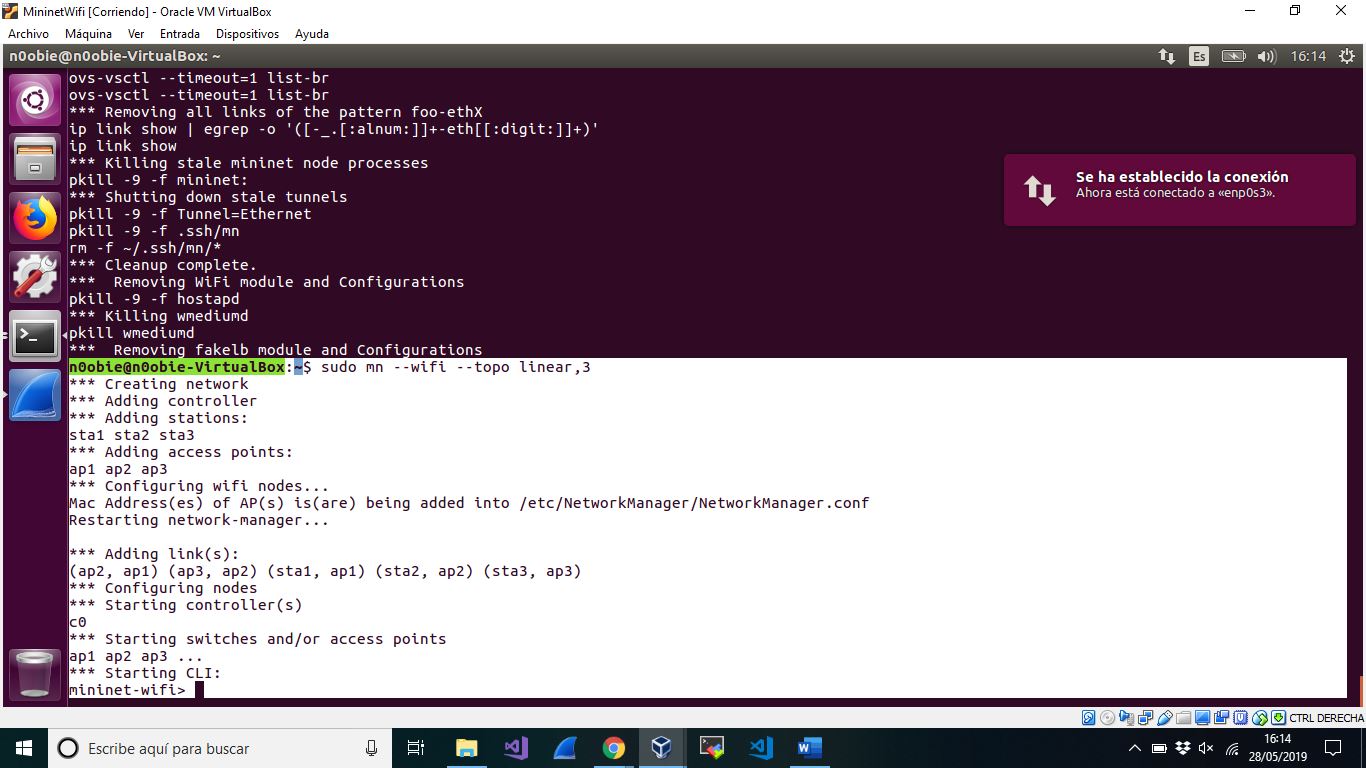 MininetWifi [Corriendo] - Oracle VM VirtualBox
Archivo Máquina Ver Entrada Dispositivos Ayuda
n0obie@n0obie-VirtualBox: ~
Es
16:14
ovs-vsctl --timeout=1 list-br
ovs-vsctl --timeout=1 list-br
*** Removing all links of the pattern foo-ethX
ip link show | egrep -o '([-_.[:alnum:]]+-eth[[:digit:]]+)'
ip link show
*** Killing stale mininet node processes
pkill -9 -f mininet:
*** Shutting down stale tunnels
pkill -9 -f Tunnel=Ethernet
pkill -9 -f .ssh/mn
rm -f ~/.ssh/mn/*
*** Cleanup complete.
***  Removing WiFi module and Configurations
pkill -9 -f hostapd
*** Killing wmediumd
pkill wmediumd
***  Removing fakelb module and Configurations
n0obie@n0obie-VirtualBox:~$ sudo mn --wifi --topo linear,3
*** Creating network
*** Adding controller
*** Adding stations:
sta1 sta2 sta3
*** Adding access points:
ap1 ap2 ap3
*** Configuring wifi nodes...
Mac Address(es) of AP(s) is(are) being added into /etc/NetworkManager/NetworkManager.conf
Restarting network-manager...
*** Adding link(s):
(ap2, ap1) (ap3, ap2) (sta1, ap1) (sta2, ap2) (sta3, ap3)
*** Configuring nodes
*** Starting controller(s)
c0
*** Starting switches and/or access points
ap1 ap2 ap3 ...
*** Starting CLI:
mininet-wifi>
Se ha establecido la conexión
Ahora está conectado a «enp0s3».
CTRL DERECHA
Escribe aquí para buscar
16:14
28/05/2019